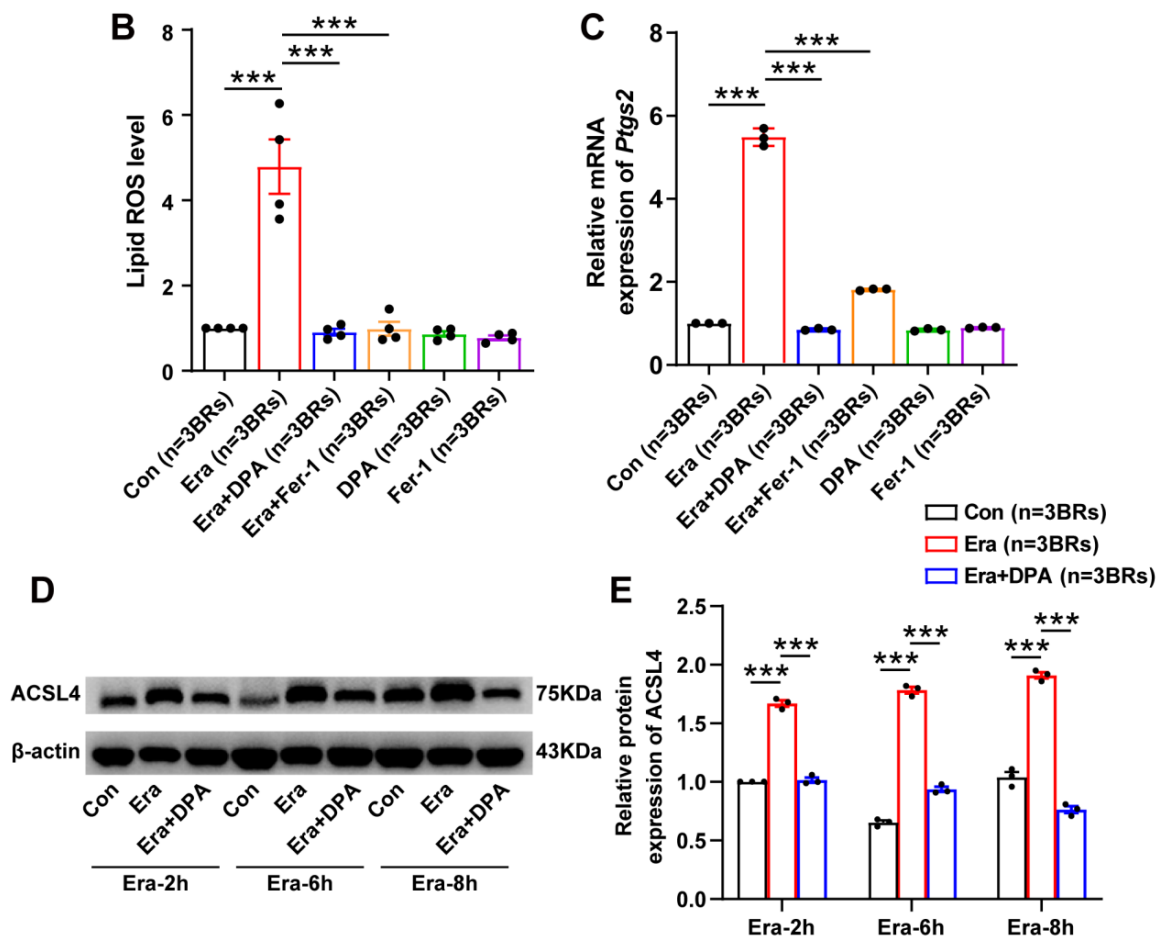 B
Lipid ROS level
8
6
4
2
0
***
***
***
Con (n=3BRs)
Era (n=3BRs)
Era+DPA (n=3BRs)
Era+Fer-1 (n=3BRs)
DPA (n=3BRs)
Fer-1 (n=3BRs)
C
Relative mRNA
expression of Ptgs2
8
6
4
2
0
***
***
***
Con (n=3BRs)
Era (n=3BRs)
Era+DPA (n=3BRs)
Era+Fer-1 (n=3BRs)
DPA (n=3BRs)
Fer-1 (n=3BRs)
D
ACSL4
75KDa
β-actin
43KDa
Con
Era
Era+DPA
Con
Era
Era+DPA
Con
Era
Era+DPA
Era-2h
Era-6h
Era-8h
Con (n=3BRs)
Era (n=3BRs)
Era+DPA (n=3BRs)
E
Relative protein
expression of ACSL4
2.5
2.0
1.5
1.0
0.5
0.0
***
***
***
***
***
***
Era-2h
Era-6h
Era-8h